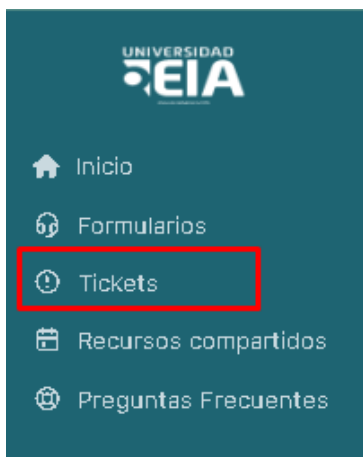 UNIVERSIDAD
EIA
Inicio
Formularios
Tickets
Recursos compartidos
Preguntas Frecuentes